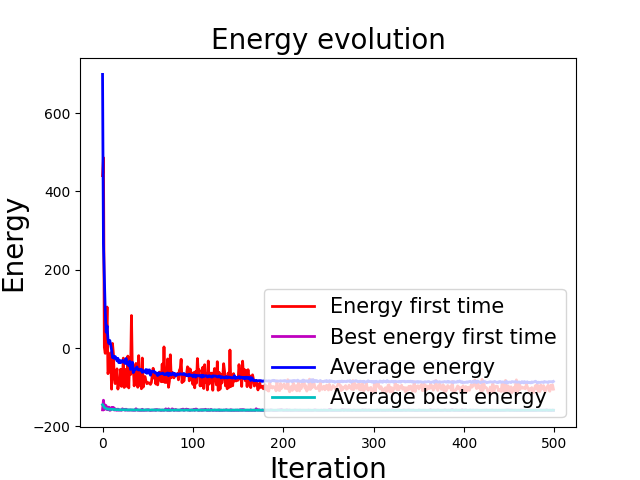 Energy evolution
Energy
600
400
200
0
−200
Energy first time
Best energy first time
Average energy
Average best energy
0 100 200 300 400 500
Iteration